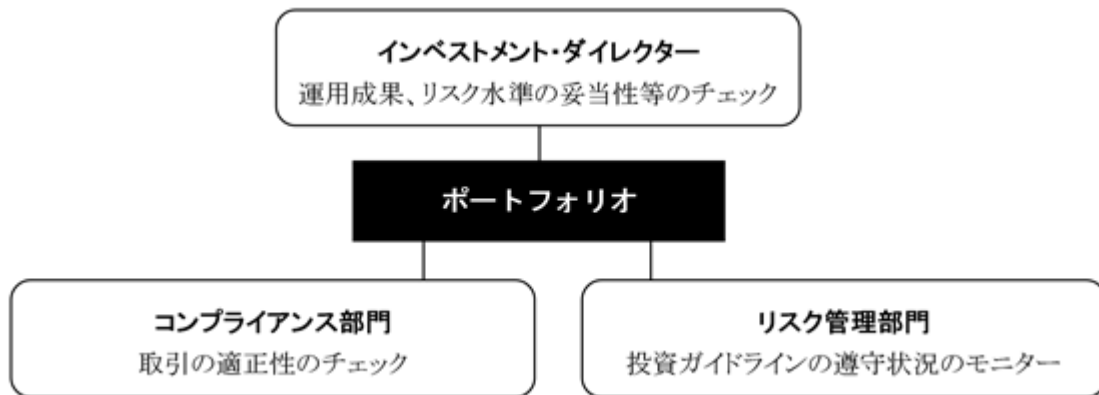 インベストメント・ダイレクター
運用成果、リスク水準の妥当性等のチェック
ポートフォリオ
コンプライアンス部門
取引の適正性のチェック
リスク管理部門
投資ガイドラインの遵守状況のモニター